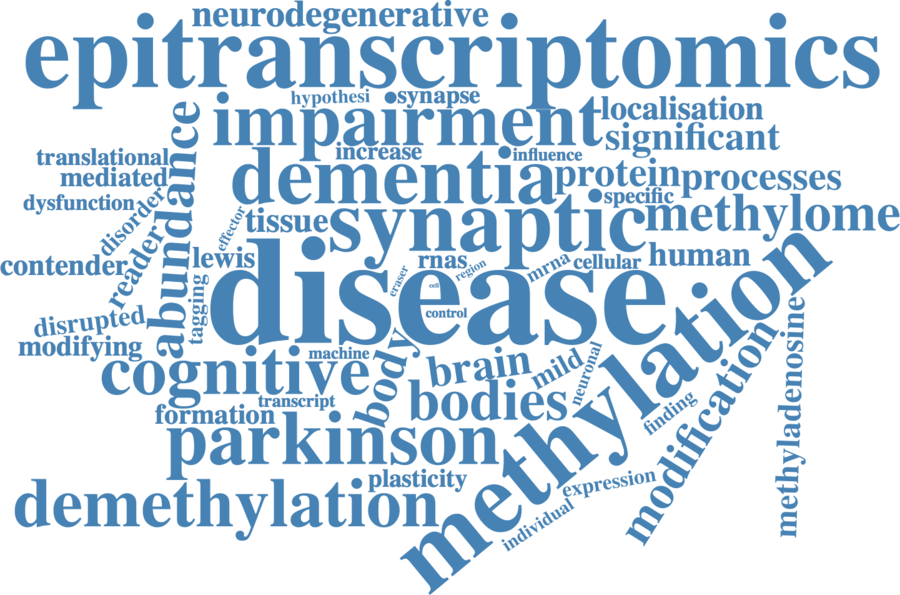 neurodegenerative
epitranscriptomics
hypothesi
synapse
impairment
localisation
significant
translational
increase
influence
mediated
dementia
protein
processes
dysfunction
disorder
abundance
effector
tissue
synaptic
specific
methylome
contender
reader
lewis
rnas
region
mrna
cellular
human
tagging
disease
eraser
cell
control
methylation
disrupted
modifying
machine
cognitive
body
brain
mild
neuronal
transcript
bodies
formation
finding
modification
methyladenosine
parkinson
plasticity
expression
demethylation
individual